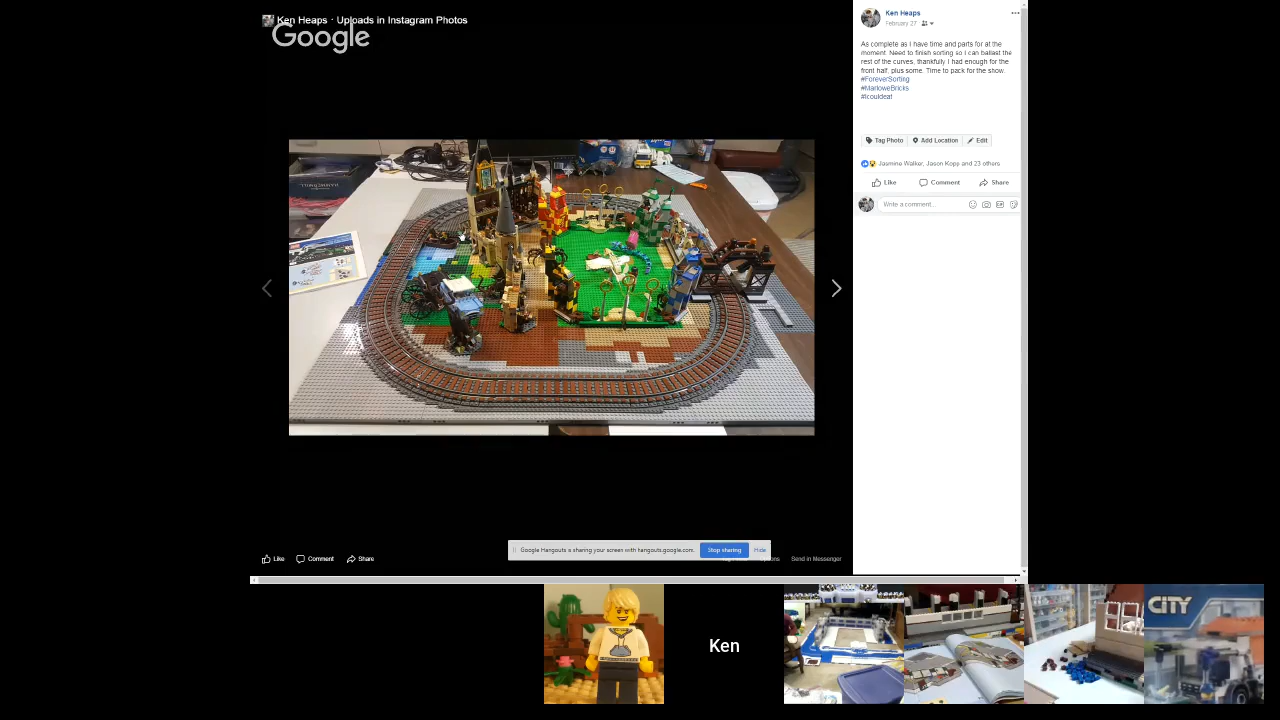 Ken Heaps · Uploads in Instagram Photos
Google
Ken Heaps
February 27
As complete as I have time and parts for at the
moment. Need to finish sorting so I can ballast the
rest of the curves, thankfully I had enough for the
front half, plus some. Time to pack for the show.
#ForeverSorting
#MarloweBricks
#Icouldeat
Tag Photo
Add Location
Edit
Jasmine Walker, Jason Kopp and 23 others
Like
Comment
Share
Write a comment...
Google Hangouts is sharing your screen with hangouts.google.com.
Stop sharing
Hide
Like
Comment
Share
Send in Messenger
Ken
CITY